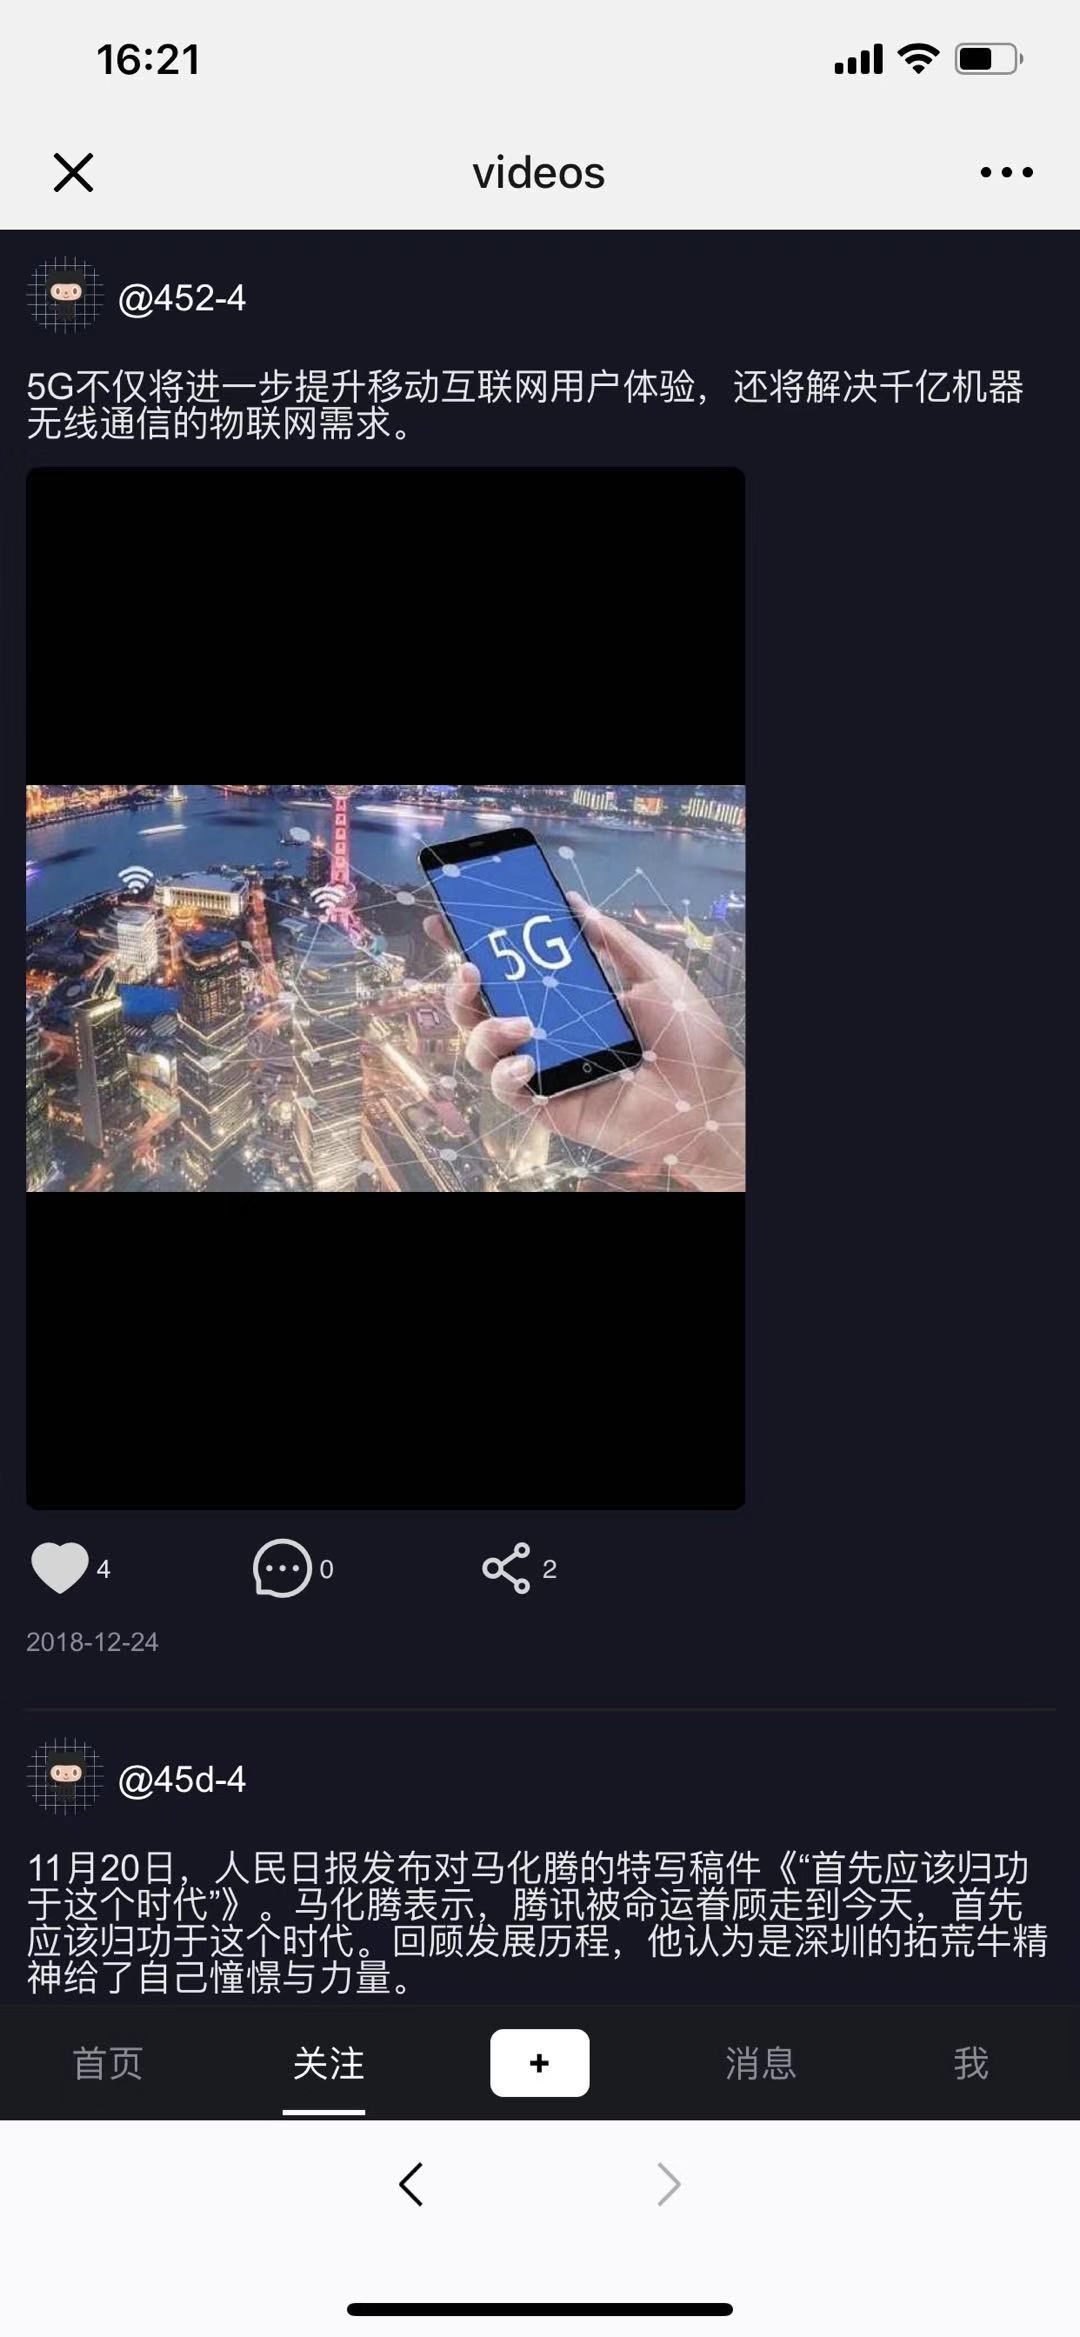 16:21
videos
@452-4
5G不仅将进一步提升移动互联网用户体验，还将解决千亿机器
无线通信的物联网需求。
5G
4
0
2
2018-12-24
@45d-4
11月20日，人民日报发布对马化腾的特写稿件《“首先应该归功
于这个时代”》。马化腾表示，腾讯被命运眷顾走到今天，首先
应该归功于这个时代。回顾发展历程，他认为是深圳的拓荒牛精
神给了自己憧憬与力量。
首页
关注
+
消息
我